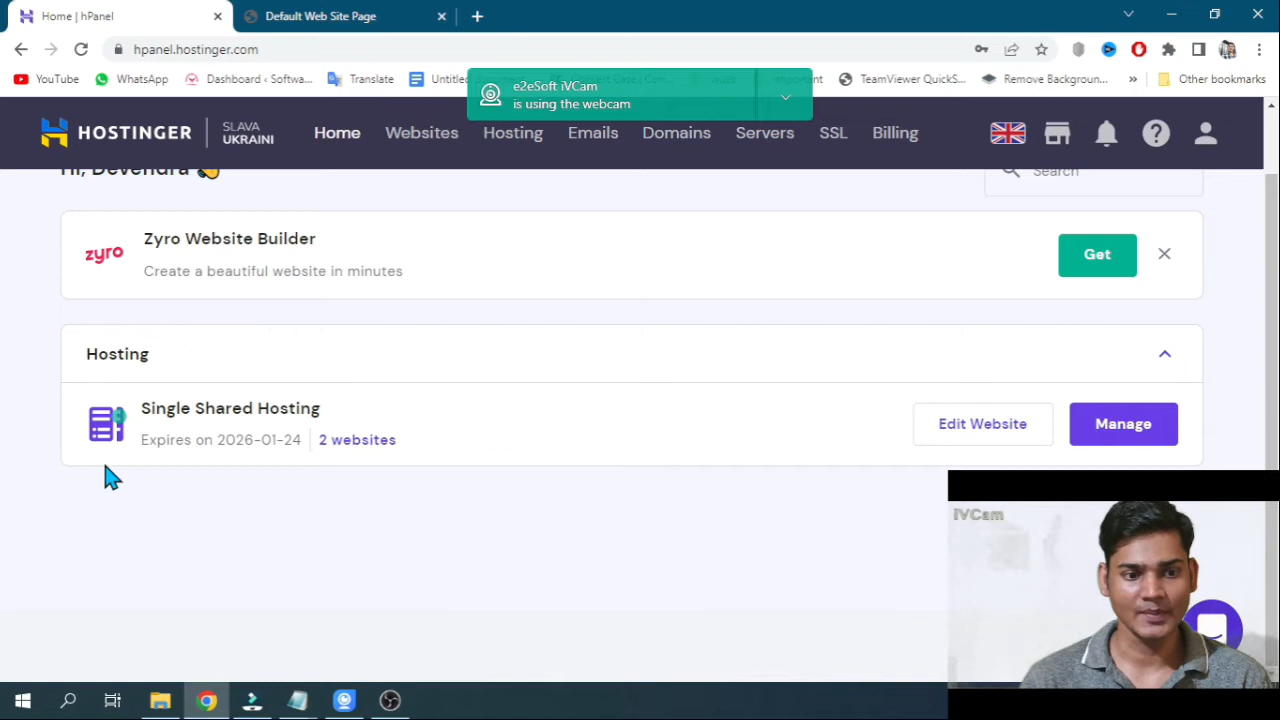 Home | hPanel
Default Web Site Page
hpanel.hostinger.com
YouTube
WhatsApp
Dashboard ‹ Softwa...
Translate
Other bookmarks
TeamViewer QuickS...
Remove Backgroun...
e2eSoft iVCam
is using the webcam
HOSTINGER
SLAVA
UKRAINI
Home
Websites
Hosting
Emails
Domains
Servers
SSL
Billing
Hi, Devendra
Search
zyro
Zyro Website Builder
Create a beautiful website in minutes
Get
Hosting
Single Shared Hosting
Expires on 2026-01-24
2 websites
Edit Website
Manage
iVCam